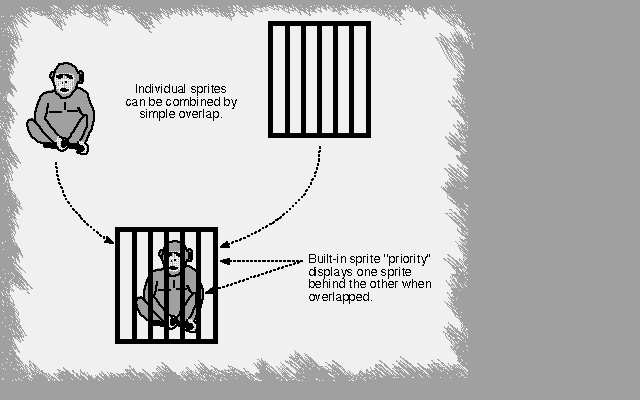 Individual sprites
can be combined by
simple overlap.
Built-in sprite "priority"
displays one sprite
behind the other when
overlapped.